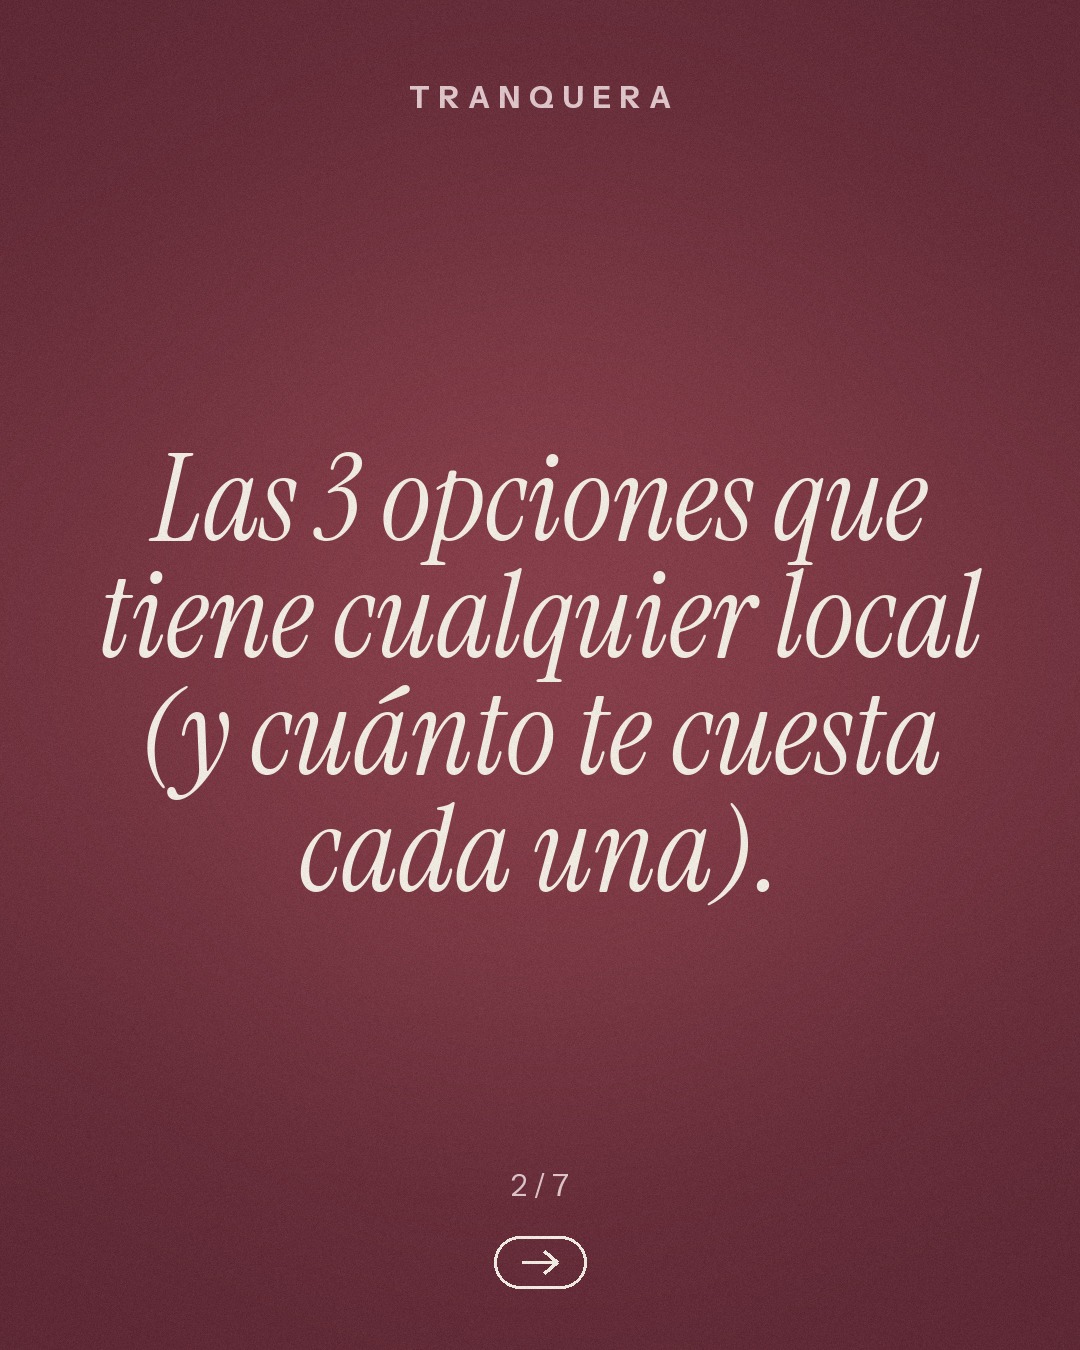 TRANQUERA
Las 3 opciones que
tiene cualquier local
(y cuánto te cuesta
cada una).
2/7